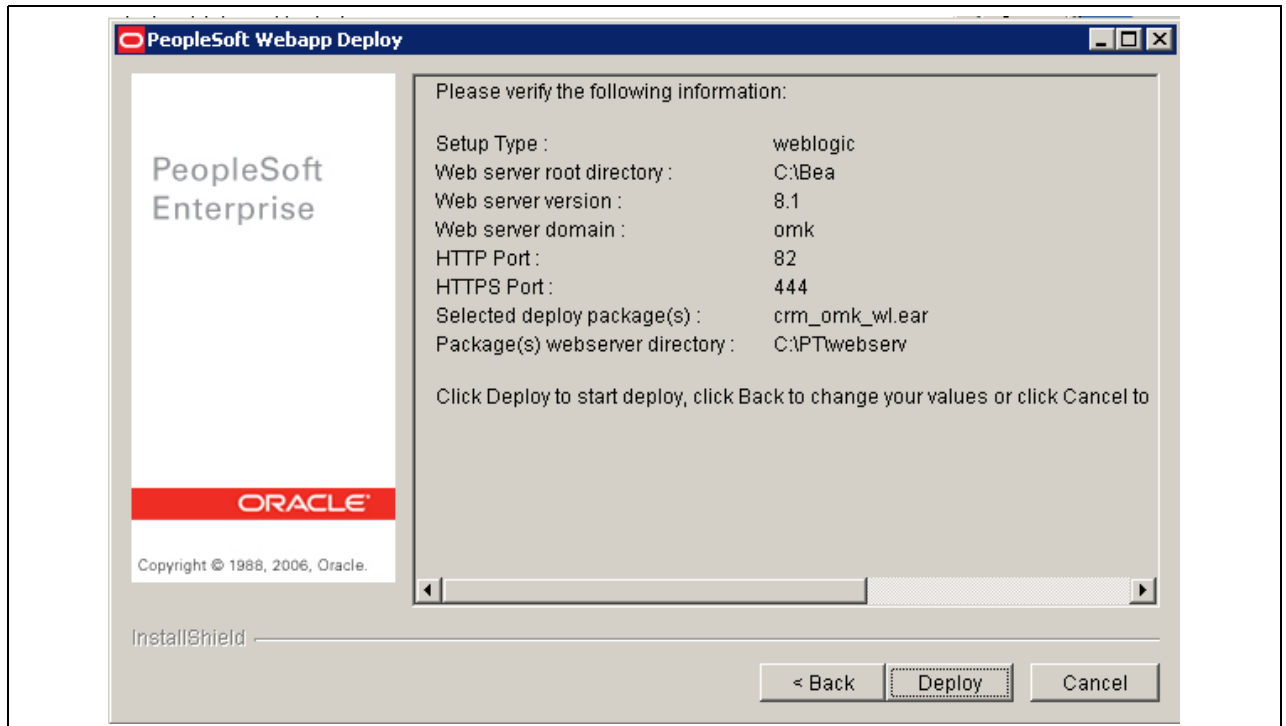 PeopleSoft Webapp Deploy
PeopleSoft
Enterprise
ORACLE®
Copyright © 1988, 2006, Oracle.
Please verify the following information:
Setup Type : weblogic
Web server root directory : C:\Bea
Web server version : 8.1
Web server domain : omk
HTTP Port : 82
HTTPS Port : 444
Selected deploy package(s) : crm_omk_wl.ear
Package(s) webserver directory : C:\PT\webserv
Click Deploy to start deploy, click Back to change your values or click Cancel to
InstallShield
< Back Deploy Cancel